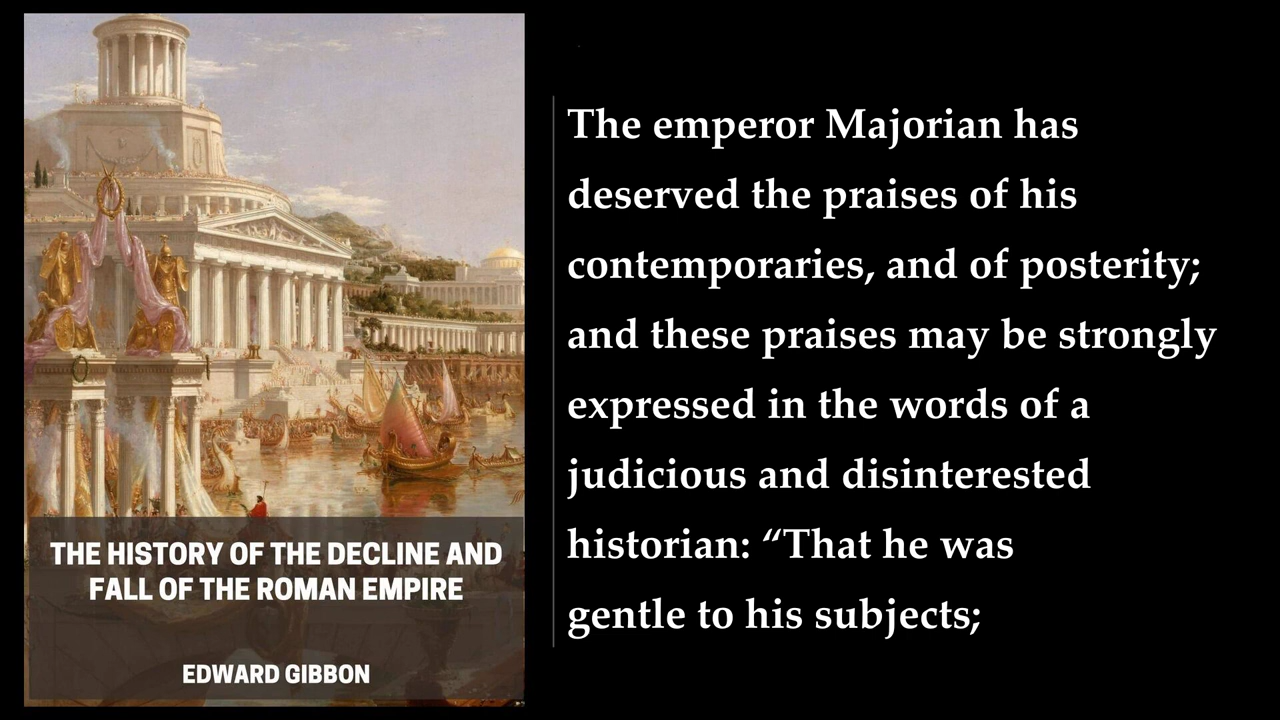 THE HISTORY OF THE DECLINE AND
FALL OF THE ROMAN EMPIRE
EDWARD GIBBON
The emperor Majorian has
deserved the praises of his
contemporaries, and of posterity;
and these praises may be strongly
expressed in the words of a
judicious and disinterested
historian: “That he was
gentle to his subjects;